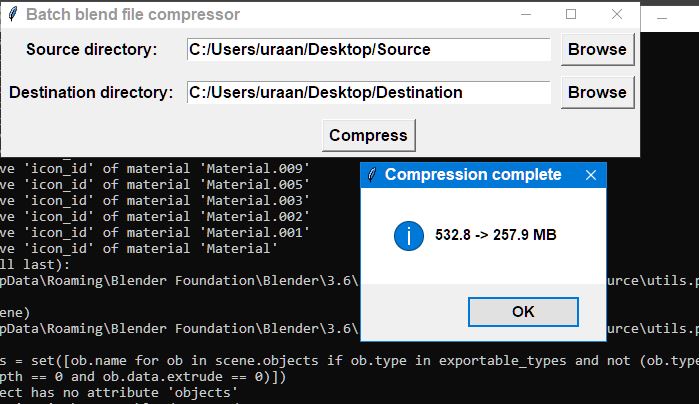 Batch blend file compressor
Source directory: C:/Users/uraan/Desktop/Source Browse
Destination directory: C:/Users/uraan/Desktop/Destination Browse
Compress
ve 'icon_id' of material 'Material.009'
ve 'icon_id' of material 'Material.005'
ve 'icon_id' of material 'Material.003'
ve 'icon_id' of material 'Material.002'
ve 'icon_id' of material 'Material.001'
ve 'icon_id' of material 'Material'
ll last):
pData\Roaming\Blender Foundation\Blender\3.6\
urce\utils.p
ene)
pData\Roaming\Blender Foundation\Blender\3.6\
urce\utils.p
s = set([ob.name for ob in scene.objects if ob.type in exportable_types and not (ob.type
pth == 0 and ob.data.extrude == 0)])
ect has no attribute 'objects'
Compression complete
532.8 -> 257.9 MB
OK